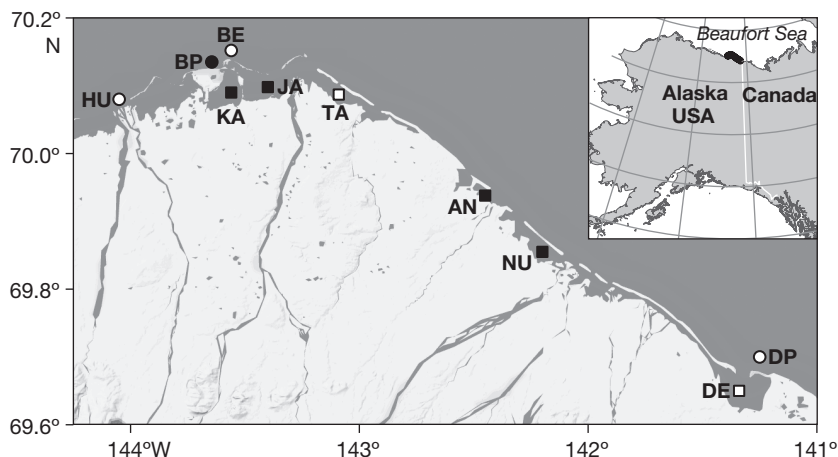 70.2º
N
70.0º
69.8º
69.6º
144ºW
143º
142º
141º
BE
BP
HU
KA
JA
TA
AN
NU
DP
DE
Beaufort Sea
Alaska
USA
Canada